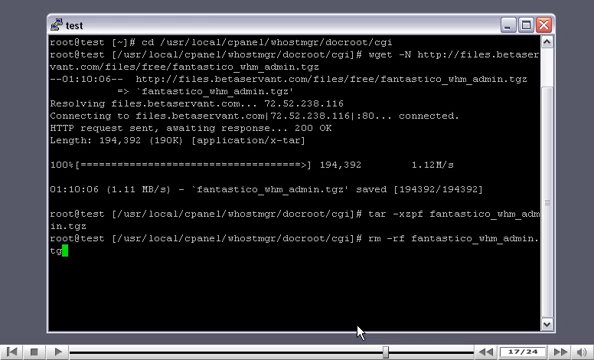 test
root@test [~]# cd /usr/local/cpanel/whostmgr/docroot/cgi
root@test [/usr/local/cpanel/whostmgr/docroot/cgi]# wget -N http://files.betaser
vant.com/files/free/fantastico_whm_admin.tgz
--01:10:06--  http://files.betaservant.com/files/free/fantastico_whm_admin.tgz
           => `fantastico_whm_admin.tgz'
Resolving files.betaservant.com... 72.52.238.116
Connecting to files.betaservant.com|72.52.238.116|:80... connected.
HTTP request sent, awaiting response... 200 OK
Length: 194,392 (190K) [application/x-tar]
100%[====================================>] 194,392       1.12M/s
01:10:06 (1.11 MB/s) - `fantastico_whm_admin.tgz' saved [194392/194392]
root@test [/usr/local/cpanel/whostmgr/docroot/cgi]# tar -xzpf fantastico_whm_adm
in.tgz
root@test [/usr/local/cpanel/whostmgr/docroot/cgi]# rm -rf fantastico_whm_admin.
tg
17/24